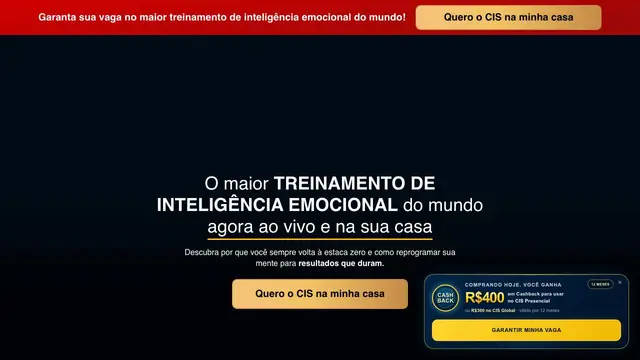 Garanta sua vaga no maior treinamento de inteligência emocional do mundo!
Quero o CIS na minha casa
O maior TREINAMENTO DE
INTELIGÊNCIA EMOCIONAL do mundo
agora ao vivo e na sua casa
Descubra por que você sempre volta à estaca zero e como reprogramar sua
mente para resultados que duram.
Quero o CIS na minha casa
CASH
BACK
COMPRANDO HOJE, VOCÊ GANHA
12 MESES
×
R$400
em Cashback para usar
no CIS Presencial
ou R$300 no CIS Global · válido por 12 meses
GARANTIR MINHA VAGA